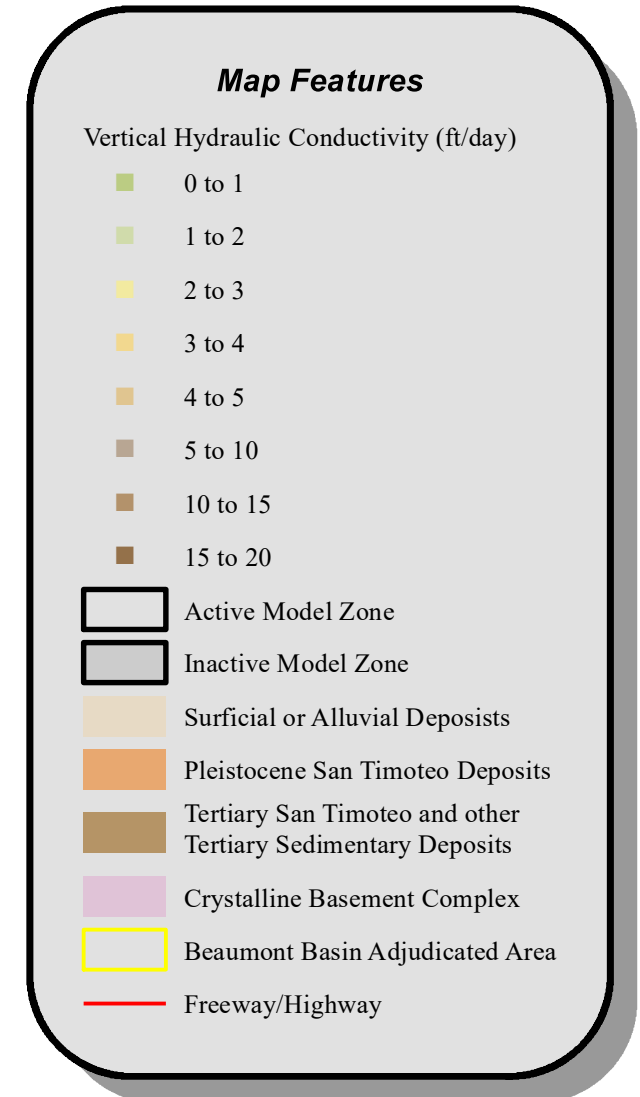 Map Features
Vertical Hydraulic Conductivity (ft/day)
0 to 1
1 to 2
2 to 3
3 to 4
4 to 5
5 to 10
10 to 15
15 to 20
Active Model Zone
Inactive Model Zone
Surficial or Alluvial Deposists
Pleistocene San Timoteo Deposits
Tertiary San Timoteo and other
Tertiary Sedimentary Deposits
Crystalline Basement Complex
Beaumont Basin Adjudicated Area
Freeway/Highway